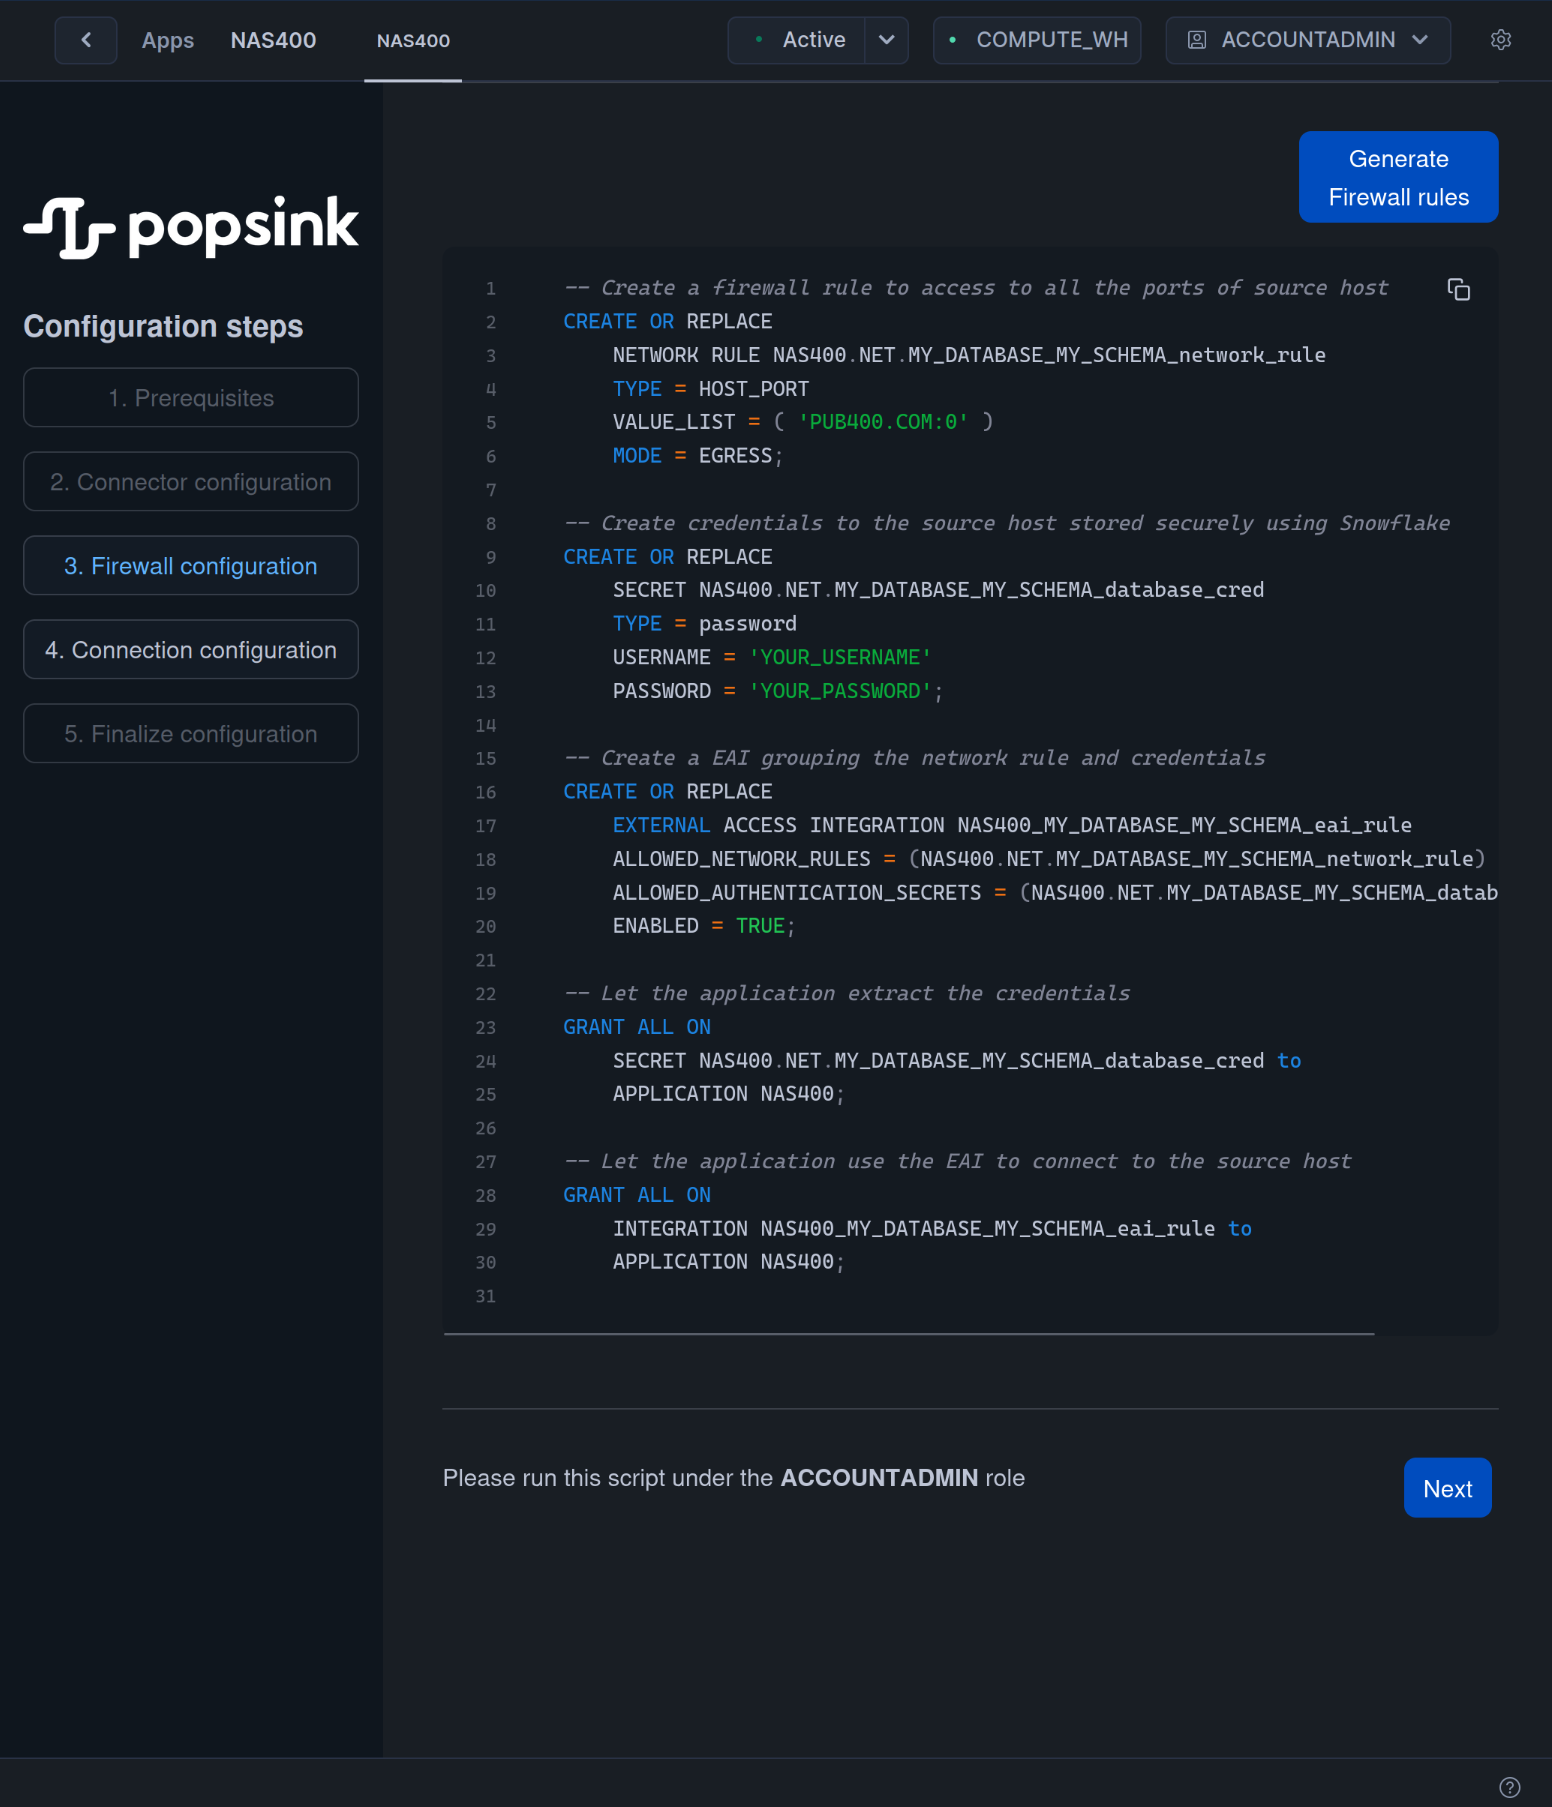 Apps NAS400 NAS400 Active COMPUTE_WH ACCOUNTADMIN
popsink
Configuration steps
1. Prerequisites
2. Connector configuration
3. Firewall configuration
4. Connection configuration
5. Finalize configuration
Generate
Firewall rules
1 -- Create a firewall rule to access to all the ports of source host
2 CREATE OR REPLACE
3 NETWORK RULE NAS400.NET.MY_DATABASE_MY_SCHEMA_network_rule
4 TYPE = HOST_PORT
5 VALUE_LIST = ( 'PUB400.COM:0' )
6 MODE = EGRESS;
7
8 -- Create credentials to the source host stored securely using Snowflake
9 CREATE OR REPLACE
10 SECRET NAS400.NET.MY_DATABASE_MY_SCHEMA_database_cred
11 TYPE = password
12 USERNAME = 'YOUR_USERNAME'
13 PASSWORD = 'YOUR_PASSWORD';
14
15 -- Create a EAI grouping the network rule and credentials
16 CREATE OR REPLACE
17 EXTERNAL ACCESS INTEGRATION NAS400_MY_DATABASE_MY_SCHEMA_eai_rule
18 ALLOWED_NETWORK_RULES = (NAS400.NET.MY_DATABASE_MY_SCHEMA_network_rule)
19 ALLOWED_AUTHENTICATION_SECRETS = (NAS400.NET.MY_DATABASE_MY_SCHEMA_datab
20 ENABLED = TRUE;
21
22 -- Let the application extract the credentials
23 GRANT ALL ON
24 SECRET NAS400.NET.MY_DATABASE_MY_SCHEMA_database_cred to
25 APPLICATION NAS400;
26
27 -- Let the application use the EAI to connect to the source host
28 GRANT ALL ON
29 INTEGRATION NAS400_MY_DATABASE_MY_SCHEMA_eai_rule to
30 APPLICATION NAS400;
31
Please run this script under the ACCOUNTADMIN role
Next